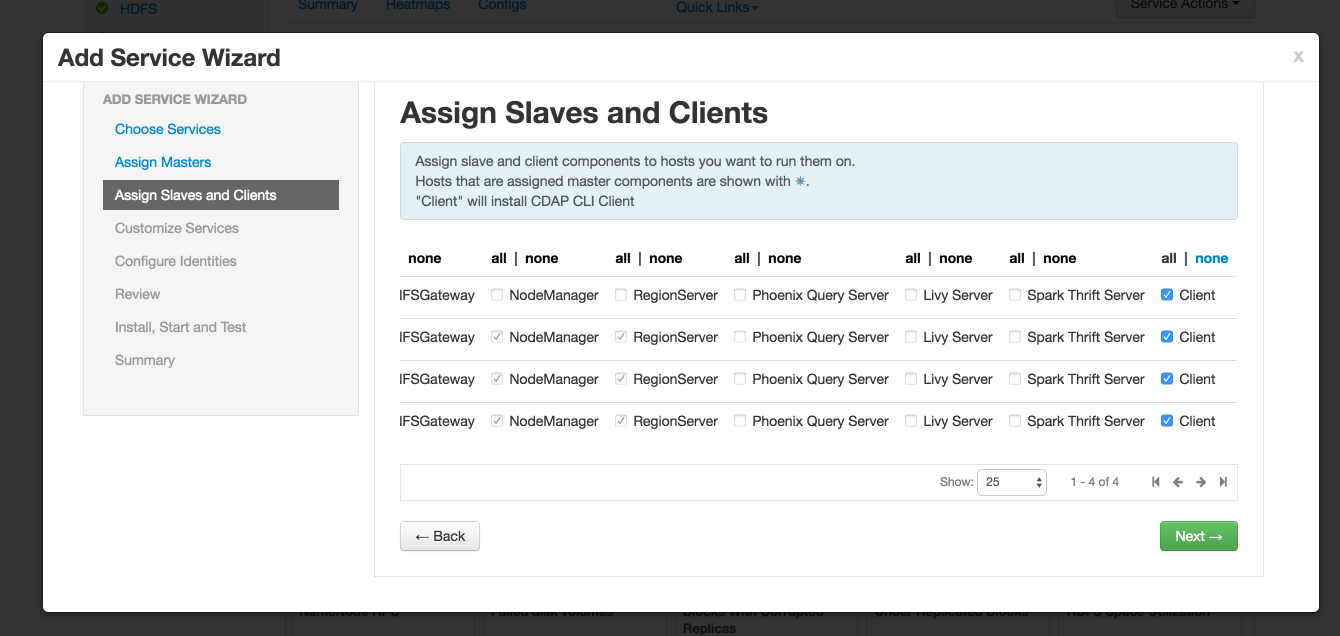 HDFS
Summary Heatmaps Configs Quick Links Service Actions
Add Service Wizard x
ADD SERVICE WIZARD
Choose Services
Assign Masters
Assign Slaves and Clients
Customize Services
Configure Identities
Review
Install, Start and Test
Summary
Assign Slaves and Clients
Assign slave and client components to hosts you want to run them on.
Hosts that are assigned master components are shown with ✵.
"Client" will install CDAP CLI Client
none all | none all | none all | none all | none all | none all | none
IFSGateway NodeManager RegionServer Phoenix Query Server Livy Server Spark Thrift Server Client
IFSGateway NodeManager RegionServer Phoenix Query Server Livy Server Spark Thrift Server Client
IFSGateway NodeManager RegionServer Phoenix Query Server Livy Server Spark Thrift Server Client
IFSGateway NodeManager RegionServer Phoenix Query Server Livy Server Spark Thrift Server Client
Show: 25 1 - 4 of 4
← Back Next →
NameNode RPC Failed Disk Volumes Blocks With Corrupted Under Replicated Blocks HDFS Space Utilization
Replicas